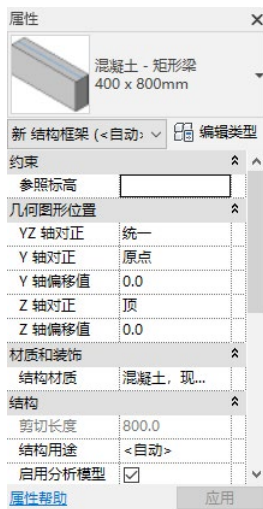 属性
混凝土 - 矩形梁
400 x 800mm
新 结构框架 (<自动> 编辑类型
约束
参照标高
几何图形位置
YZ 轴对正 统一
Y 轴对正 原点
Y 轴偏移值 0.0
Z 轴对正 顶
Z 轴偏移值 0.0
材质和装饰
结构材质 混凝土，现...
结构
剪切长度 800.0
结构用途 <自动>
启用分析模型
属性帮助 应用